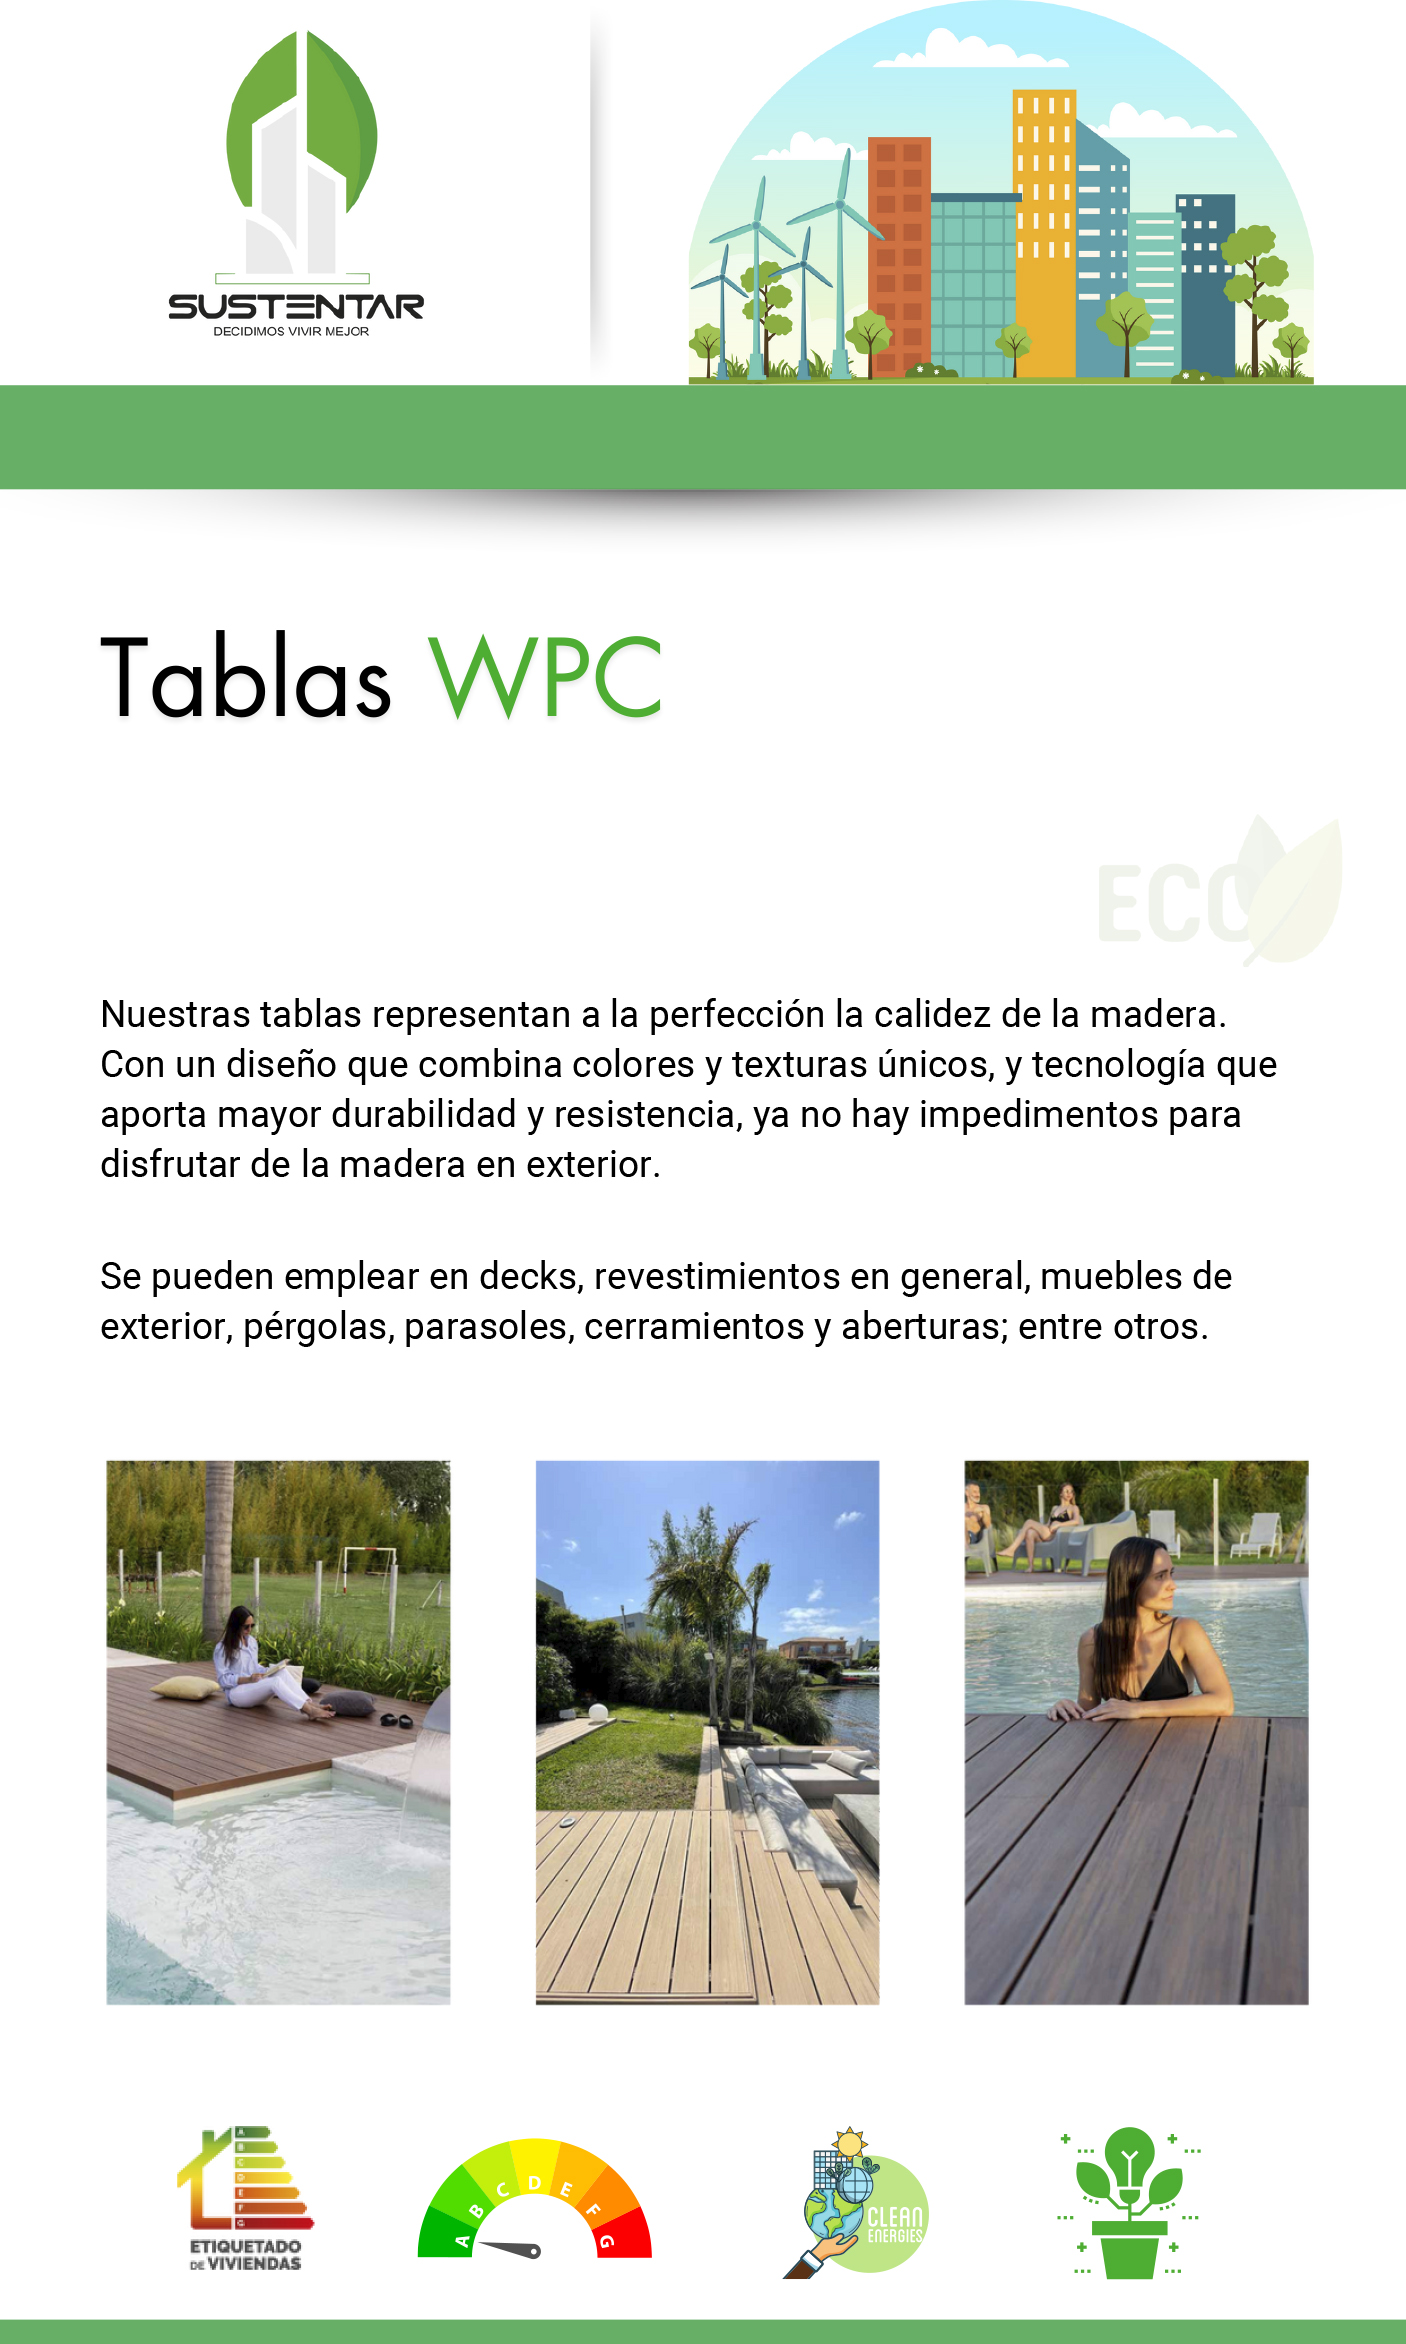 SUSTENTAR
DECIDIMOS VIVIR MEJOR
Tablas WPC
ECO
Nuestras tablas representan a la perfección la calidez de la madera.
Con un diseño que combina colores y texturas únicos, y tecnología que
aporta mayor durabilidad y resistencia, ya no hay impedimentos para
disfrutar de la madera en exterior.
Se pueden emplear en decks, revestimientos en general, muebles de
exterior, pérgolas, parasoles, cerramientos y aberturas; entre otros.
A
B
C
D
E
F
G
ETIQUETADO
DE VIVIENDAS
A B C D E F G
CLEAN
ENERGIES